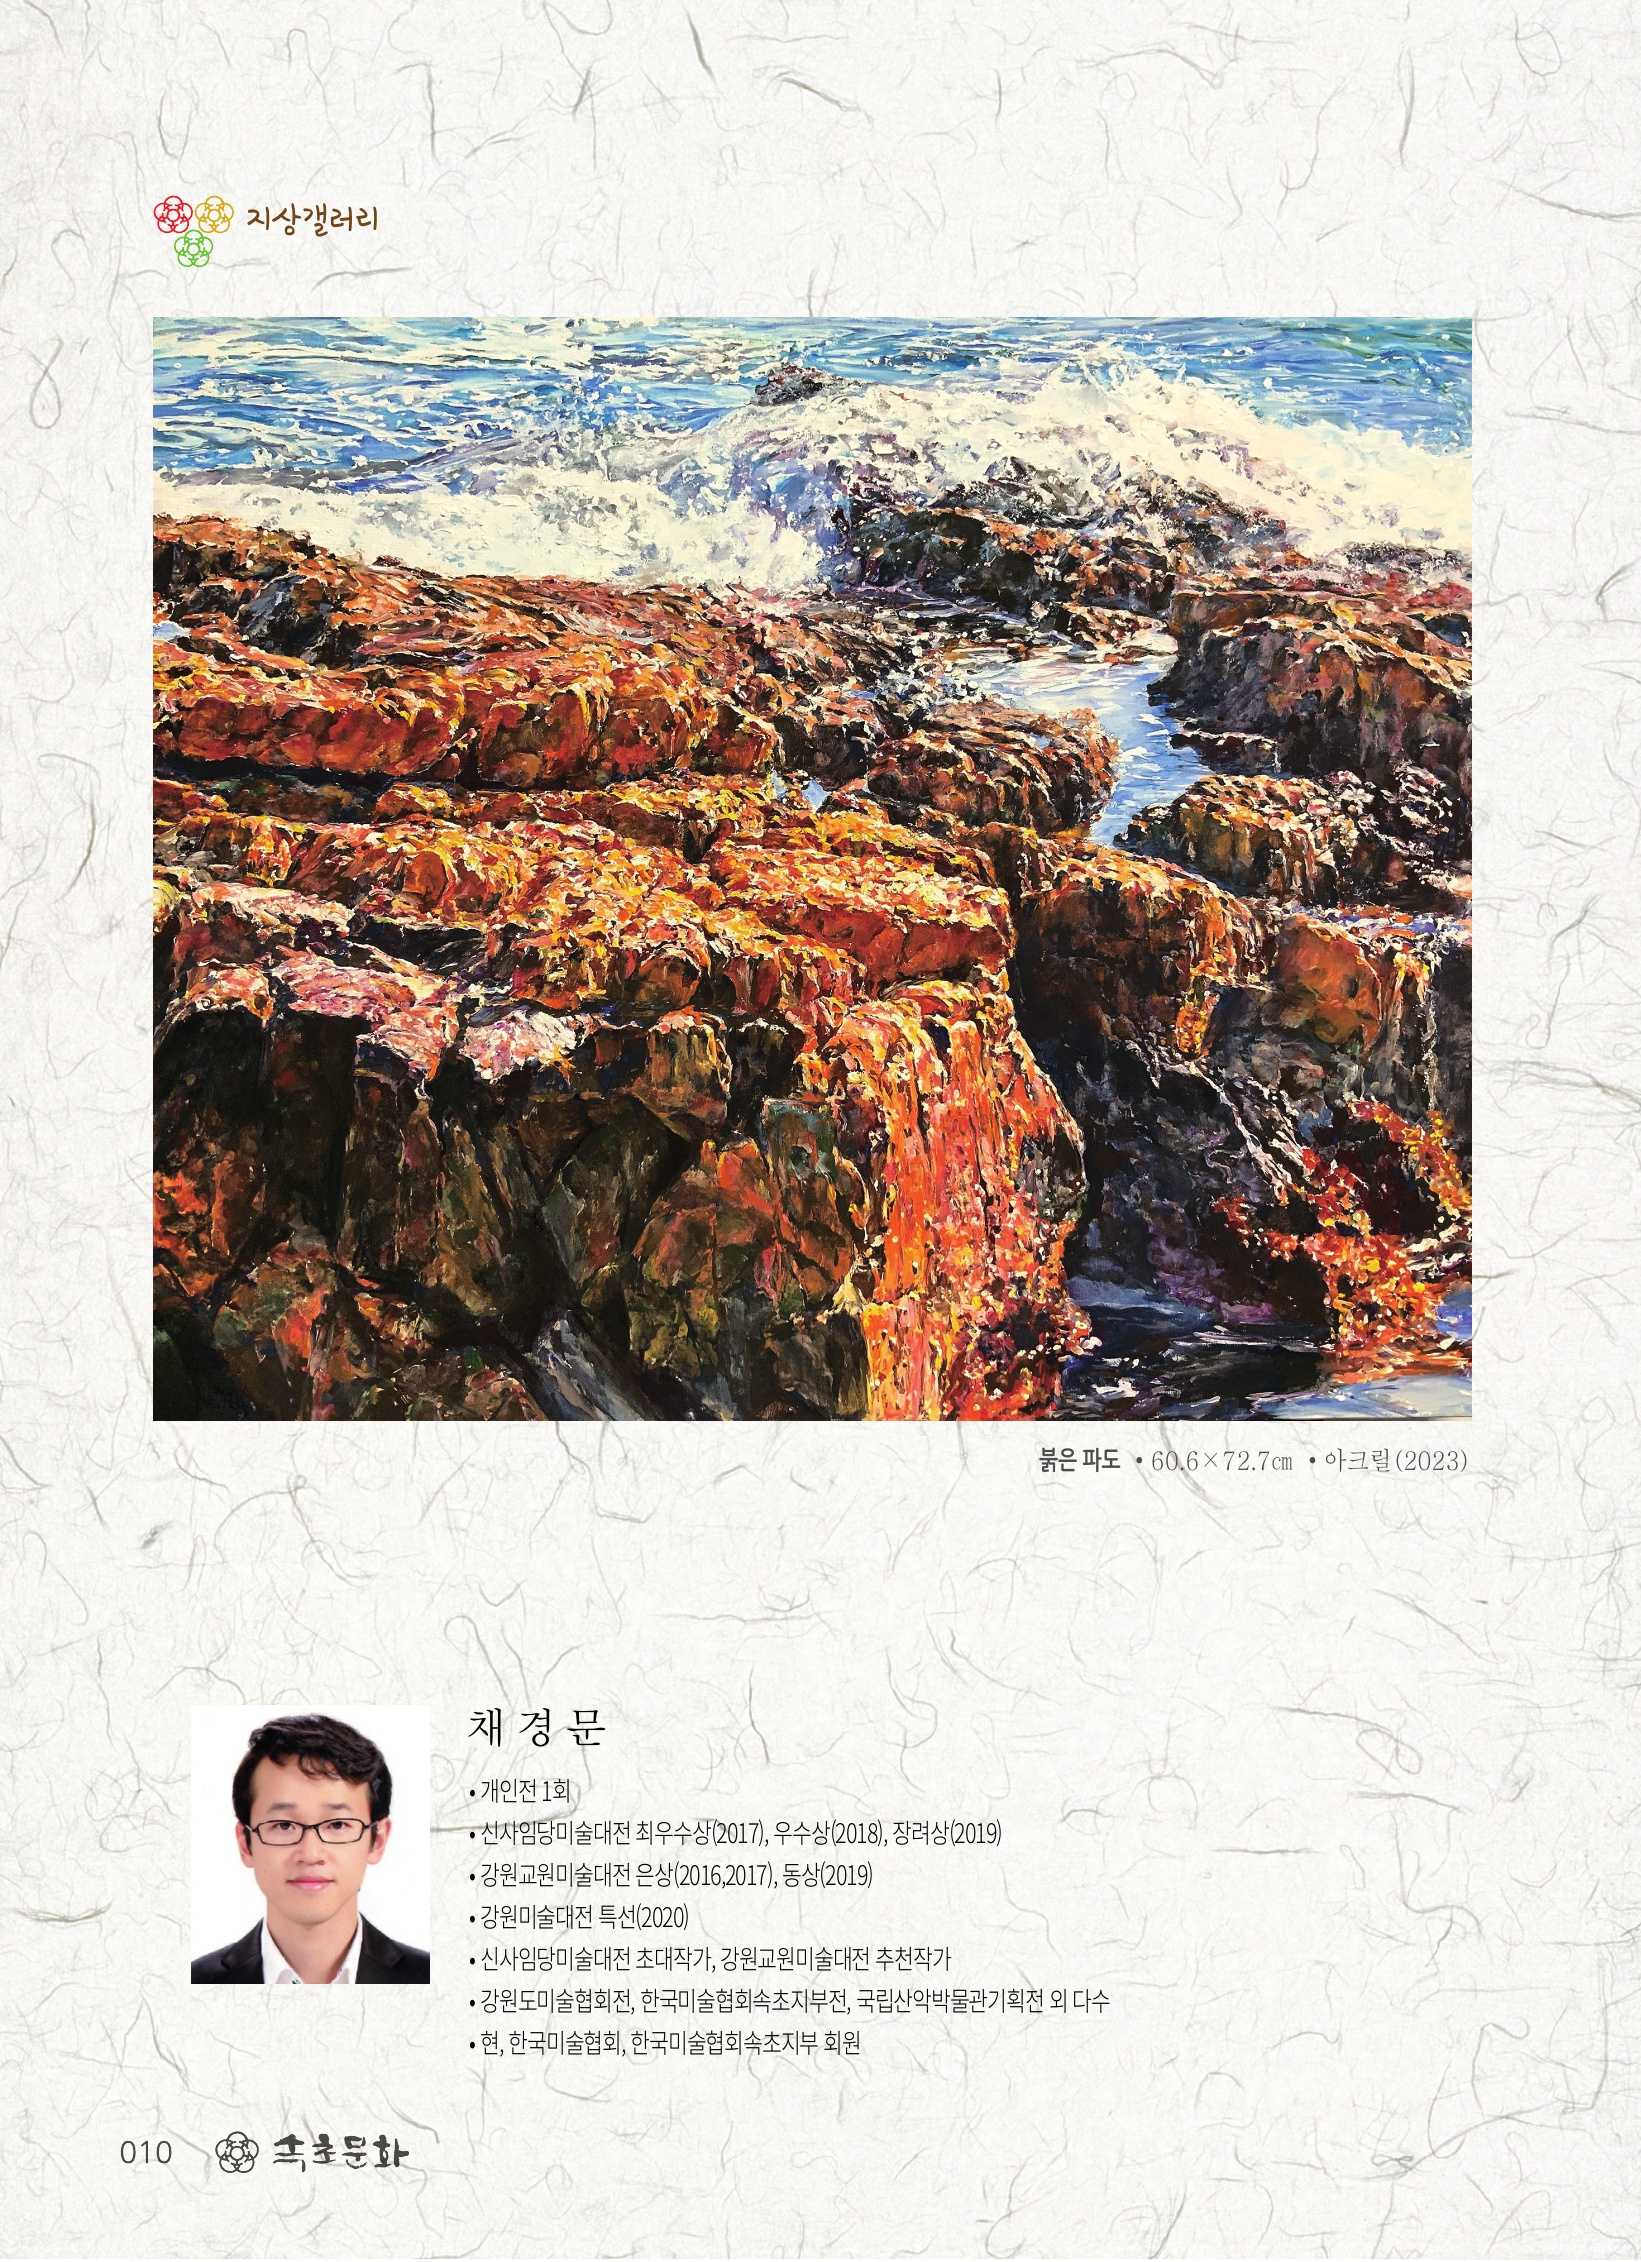 지상갤러리
붉은 파도 • 60.6×72.7㎝ • 아크릴(2023)
채 경 문
• 개인전 1회
• 신사임당미술대전 최우수상(2017), 우수상(2018), 장려상(2019)
• 강원교원미술대전 은상(2016,2017), 동상(2019)
• 강원미술대전 특선(2020)
• 신사임당미술대전 초대작가, 강원교원미술대전 추천작가
• 강원도미술협회전, 한국미술협회속초지부전, 국립산악박물관기획전 외 다수
• 현, 한국미술협회, 한국미술협회속초지부 회원
010 속초문화